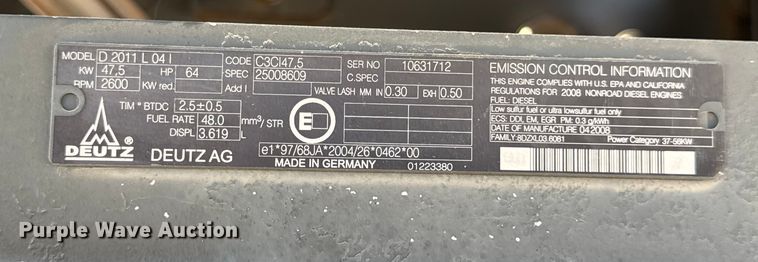 MODEL D 2011 L 04 I CODE C3CI47,5 SER NO 10631712
KW 47,5 HP 64 SPEC 25008609 C.SPEC
RPM 2600 Add I VALVE LASH MM IN 0.30 EXH 0.50
TIM° BTDC 2.5±0.5
FUEL RATE 48.0 mm³/STR
DISPL 3.619 L
E
DEUTZ DEUTZ AG
e1*97/68JA*2004/26*0462*00
MADE IN GERMANY 01223380
EMISSION CONTROL INFORMATION
THIS ENGINE COMPLIES WITH U.S. EPA AND CALIFORNIA
REGULATIONS FOR 2008 NONROAD DIESEL ENGINES
FUEL: DIESEL
Low sulfur fuel or ultra lowsulfur fuel only
ECS: DDI, EM, EGR PM: 0.3 g/kWh
DATE OF MANUFACTURE 042008
FAMILY: 8DZXL03.6081 Power Category: 37-56KW
Purple Wave Auction